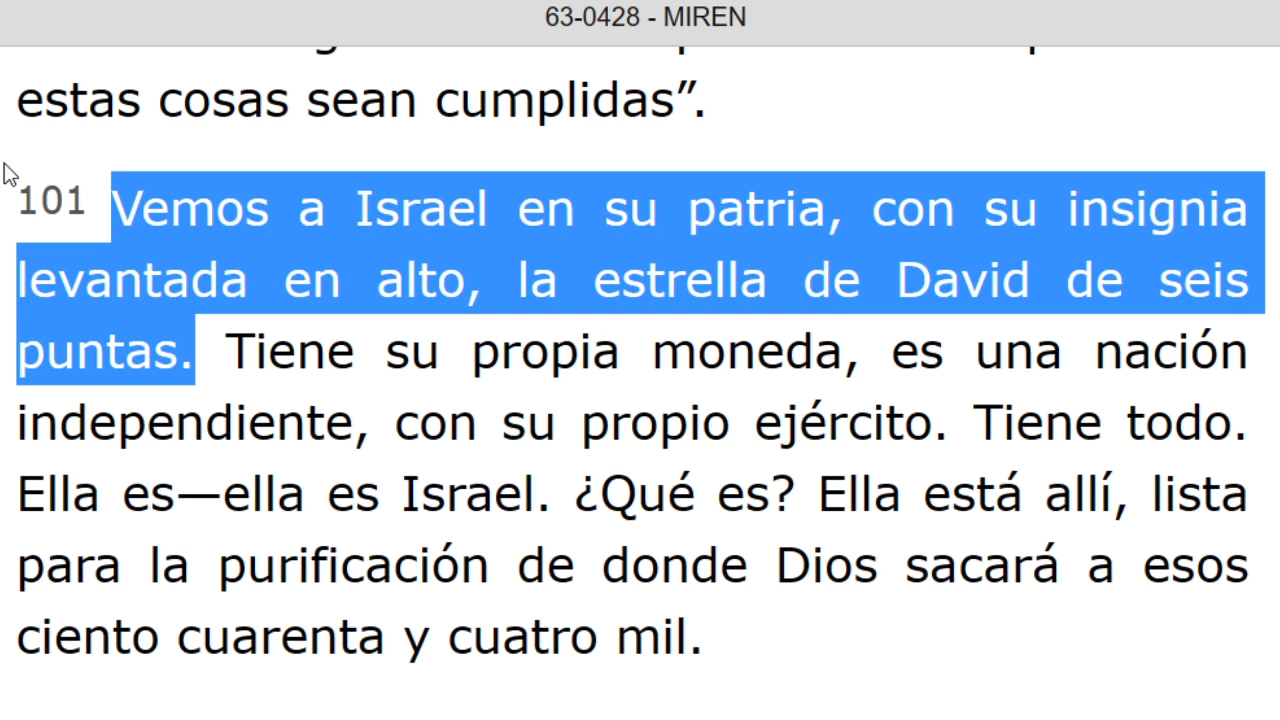 63-0428 - MIREN
estas cosas sean cumplidas”.
101 Vemos a Israel en su patria, con su insignia
levantada en alto, la estrella de David de seis
puntas. Tiene su propia moneda, es una nación
independiente, con su propio ejército. Tiene todo.
Ella es—ella es Israel. ¿Qué es? Ella está allí, lista
para la purificación de donde Dios sacará a esos
ciento cuarenta y cuatro mil.